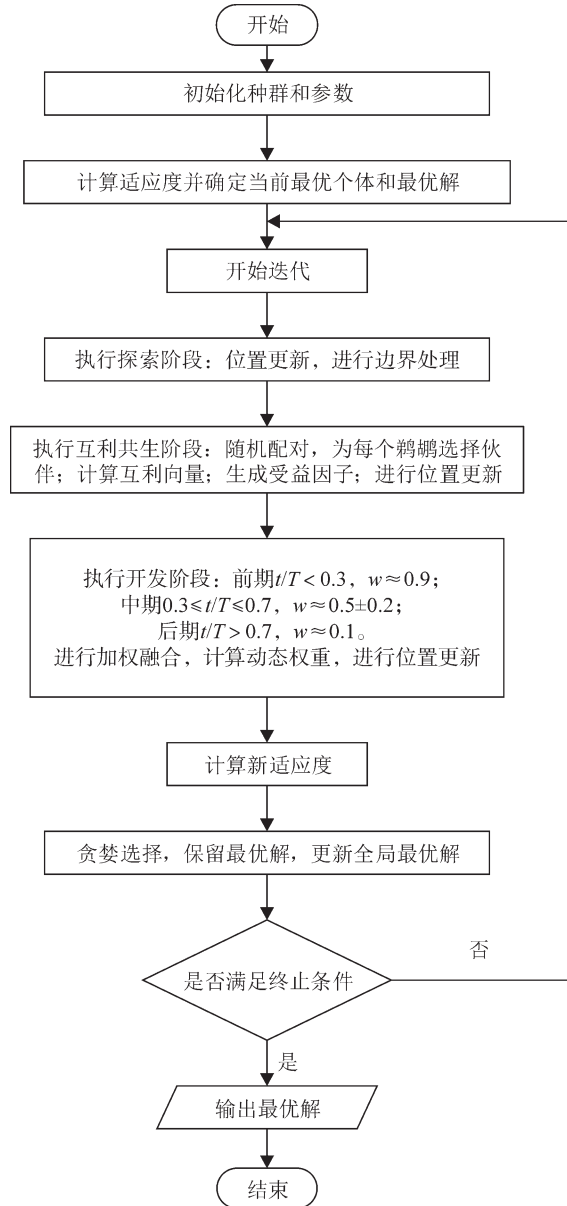 开始
初始化种群和参数
计算适应度并确定当前最优个体和最优解
开始迭代
执行探索阶段：位置更新，进行边界处理
执行互利共生阶段：随机配对，为每个鹈鹕选择伙
伴；计算互利向量；生成受益因子；进行位置更新
执行开发阶段：前期t/T＜0.3，w≈0.9；
中期0.3≤t/T≤0.7，w≈0.5±0.2；
后期t/T＞0.7，w≈0.1。
进行加权融合，计算动态权重，进行位置更新
计算新适应度
贪婪选择，保留最优解，更新全局最优解
是否满足终止条件
否
是
输出最优解
结束